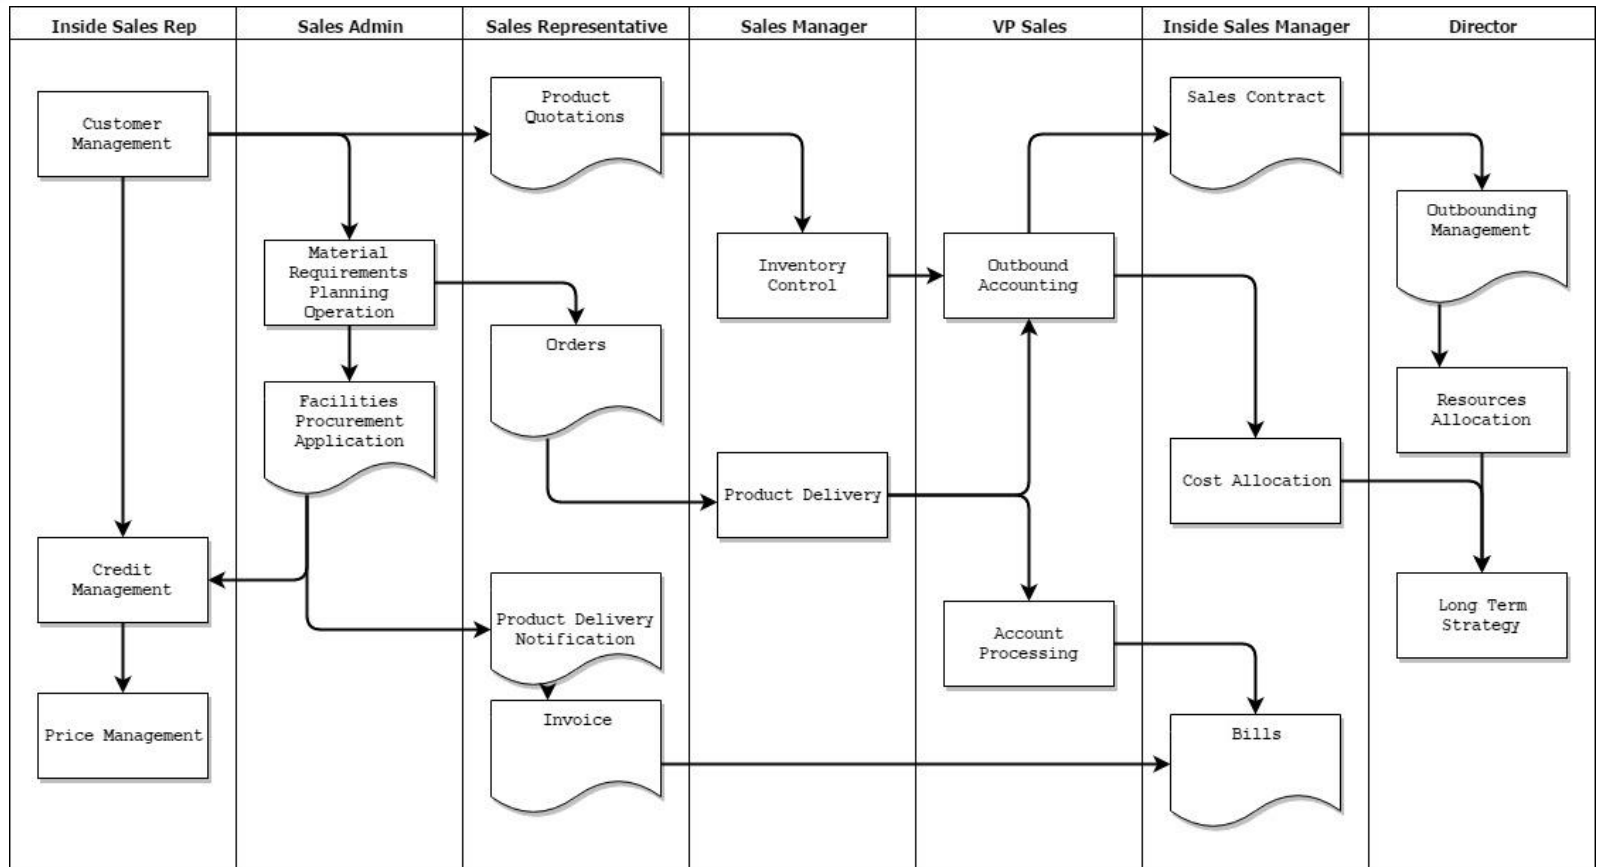 Inside Sales Rep
Sales Admin
Sales Representative
Sales Manager
VP Sales
Inside Sales Manager
Director
Customer
Management
Credit
Management
Price Management
Material
Requirements
Planning
Operation
Facilities
Procurement
Application
Product
Quotations
Orders
Product Delivery
Notification
Invoice
Inventory
Control
Product Delivery
Outbound
Accounting
Account
Processing
Sales Contract
Cost Allocation
Bills
Outbounding
Management
Resources
Allocation
Long Term
Strategy